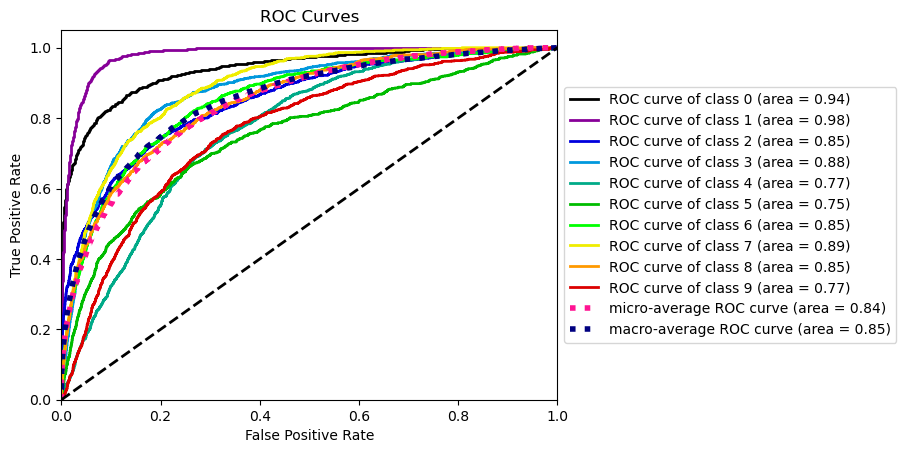 ROC Curves
1.0
0.8
0.6
0.4
0.2
0.0
True Positive Rate
0.0 0.2 0.4 0.6 0.8 1.0
False Positive Rate
ROC curve of class 0 (area = 0.94)
ROC curve of class 1 (area = 0.98)
ROC curve of class 2 (area = 0.85)
ROC curve of class 3 (area = 0.88)
ROC curve of class 4 (area = 0.77)
ROC curve of class 5 (area = 0.75)
ROC curve of class 6 (area = 0.85)
ROC curve of class 7 (area = 0.89)
ROC curve of class 8 (area = 0.85)
ROC curve of class 9 (area = 0.77)
micro-average ROC curve (area = 0.84)
macro-average ROC curve (area = 0.85)